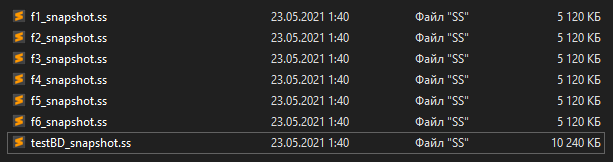 f1_snapshot.ss 23.05.2021 1:40 Файл "SS" 5 120 КБ
f2_snapshot.ss 23.05.2021 1:40 Файл "SS" 5 120 КБ
f3_snapshot.ss 23.05.2021 1:40 Файл "SS" 5 120 КБ
f4_snapshot.ss 23.05.2021 1:40 Файл "SS" 5 120 КБ
f5_snapshot.ss 23.05.2021 1:40 Файл "SS" 5 120 КБ
f6_snapshot.ss 23.05.2021 1:40 Файл "SS" 5 120 КБ
testBD_snapshot.ss 23.05.2021 1:40 Файл "SS" 10 240 КБ